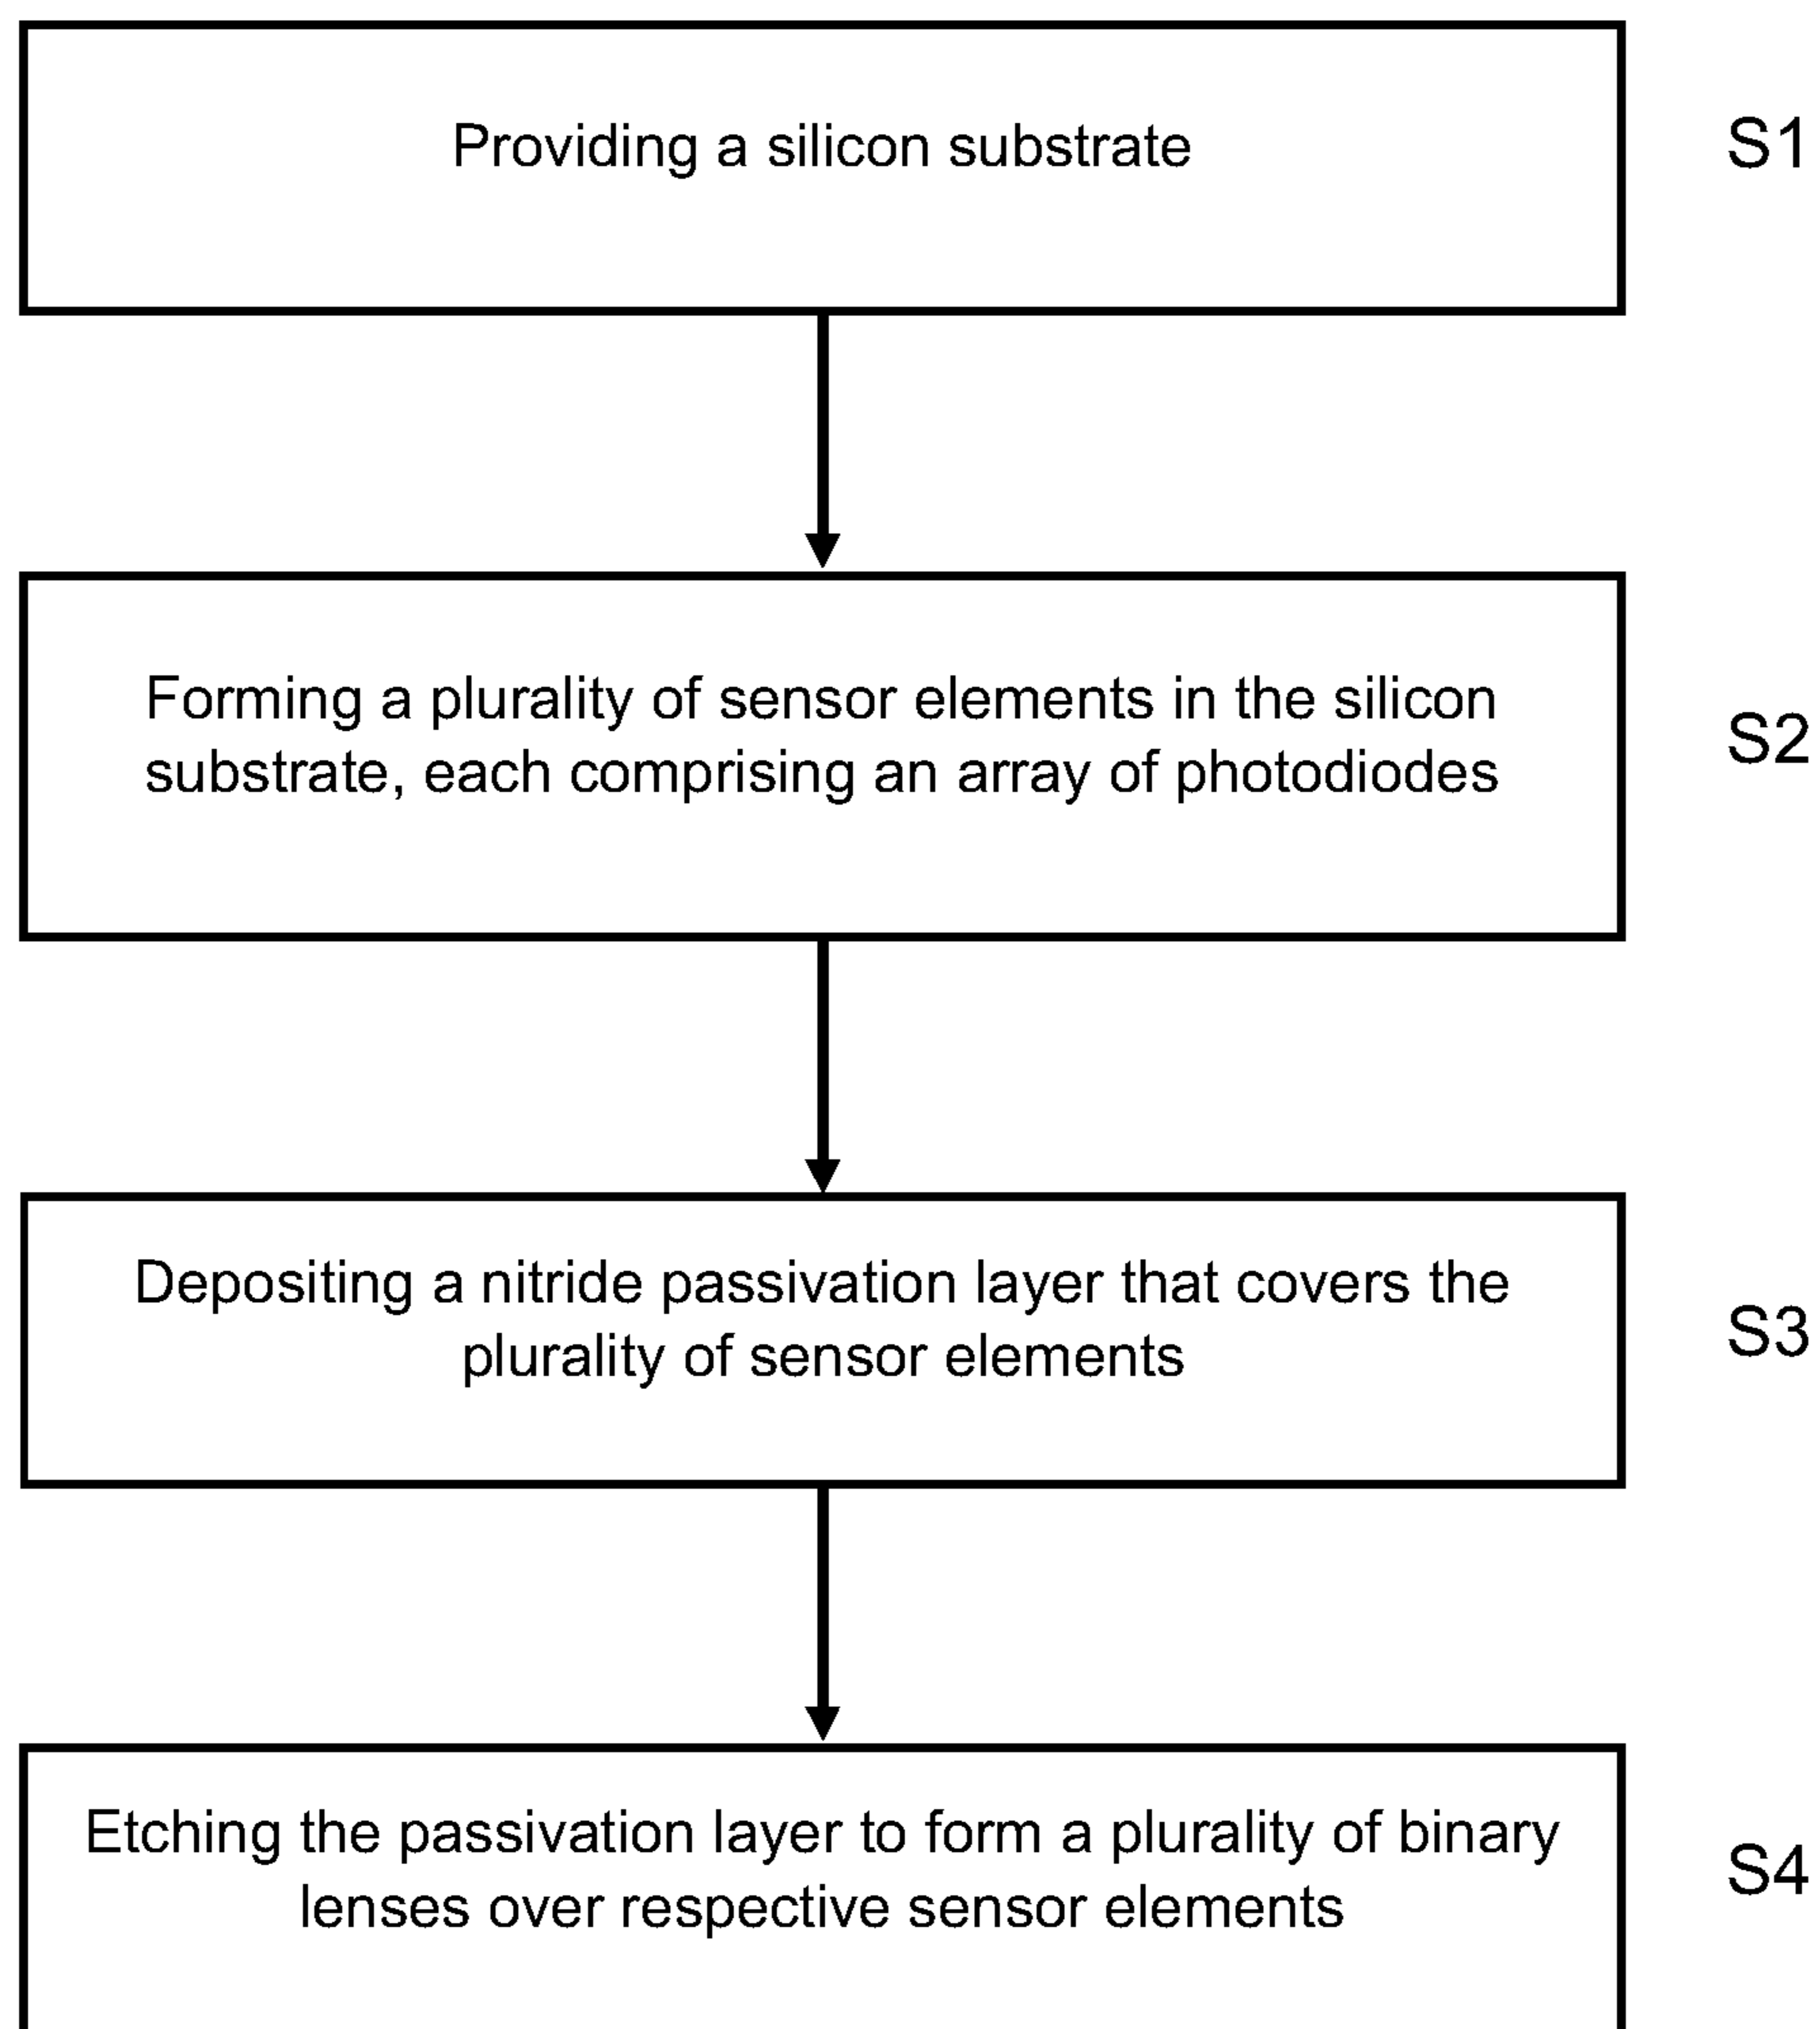 Providing a silicon substrate
S1
Forming a plurality of sensor elements in the silicon
substrate, each comprising an array of photodiodes
S2
Depositing a nitride passivation layer that covers the
plurality of sensor elements
S3
Etching the passivation layer to form a plurality of binary
lenses over respective sensor elements
S4